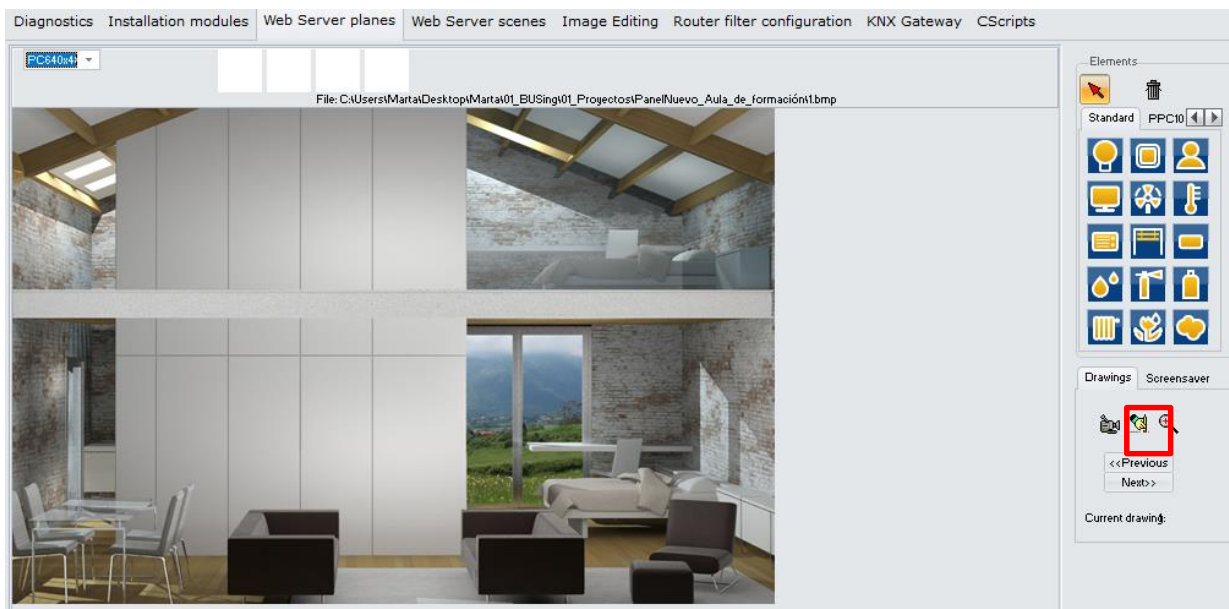 Diagnostics Installation modules Web Server planes Web Server scenes Image Editing Router filter configuration KNX Gateway CScripts
PC640x4
File: C:\Users\Marta\Desktop\Marta\01_BUSing\01_Proyectos\PanelNuevo_Aula_de_formación\1.bmp
Elements
Standard PPC10
Drawings Screensaver
<<Previous
Next>>
Current drawing: